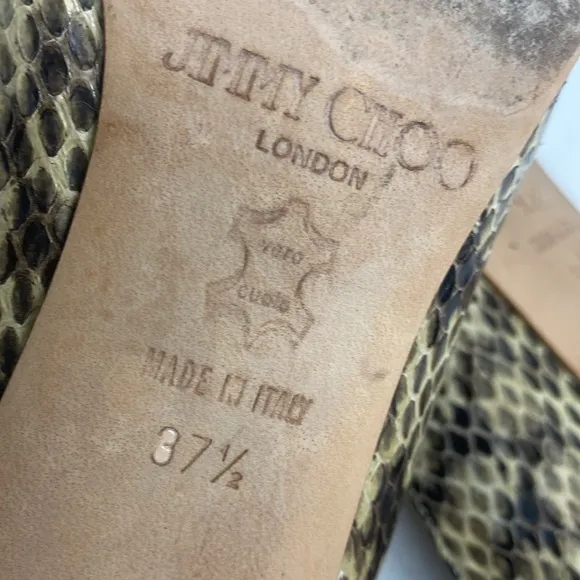 JIMMY CHOO
LONDON
vero
cuoio
MADE IN ITALY
37½